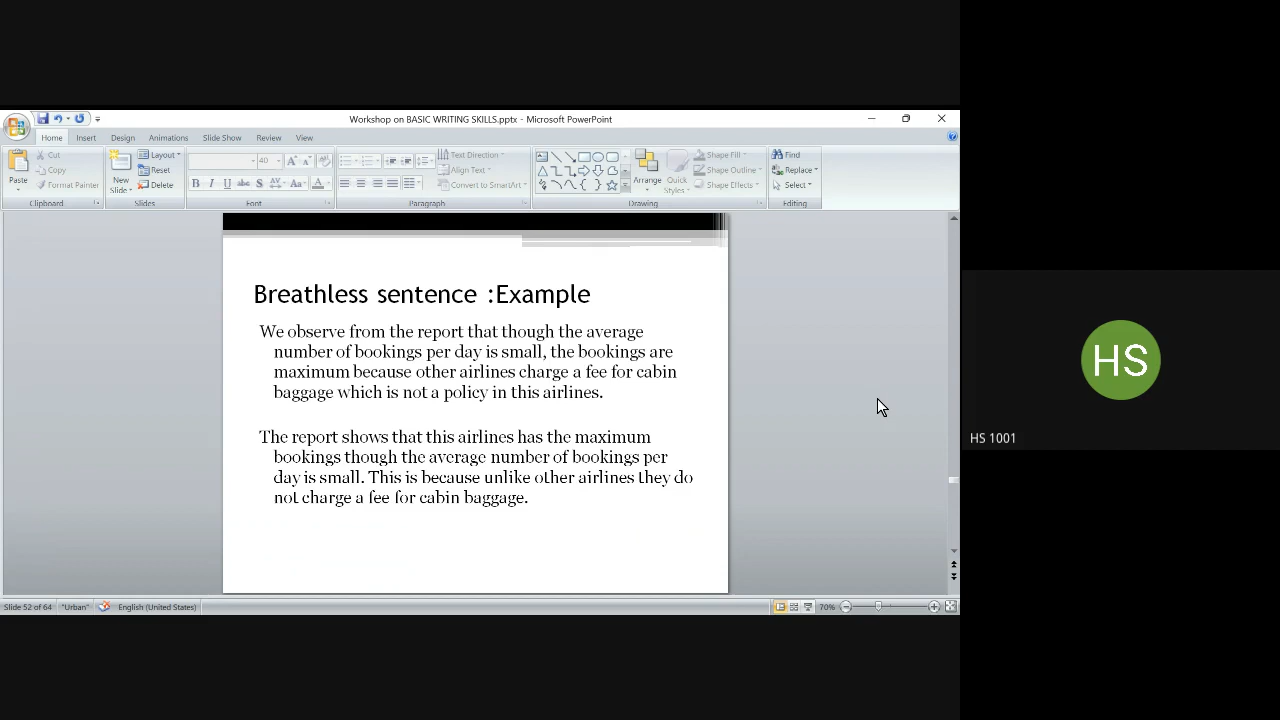 Workshop on BASIC WRITING SKILLS.pptx - Microsoft PowerPoint
Home Insert Design Animations Slide Show Review View
Paste
Cut
Copy
Format Painter
Clipboard
New Slide
Layout
Reset
Delete
Slides
40
B I U abc S AV Aa A
Font
Text Direction
Align Text
Convert to SmartArt
Paragraph
Arrange
Quick Styles
Shape Fill
Shape Outline
Shape Effects
Drawing
Find
Replace
Select
Editing
Breathless sentence :Example
We observe from the report that though the average
number of bookings per day is small, the bookings are
maximum because other airlines charge a fee for cabin
baggage which is not a policy in this airlines.
The report shows that this airlines has the maximum
bookings though the average number of bookings per
day is small. This is because unlike other airlines they do
not charge a fee for cabin baggage.
HS
HS 1001
Slide 52 of 64 "Urban" English (United States) 70%